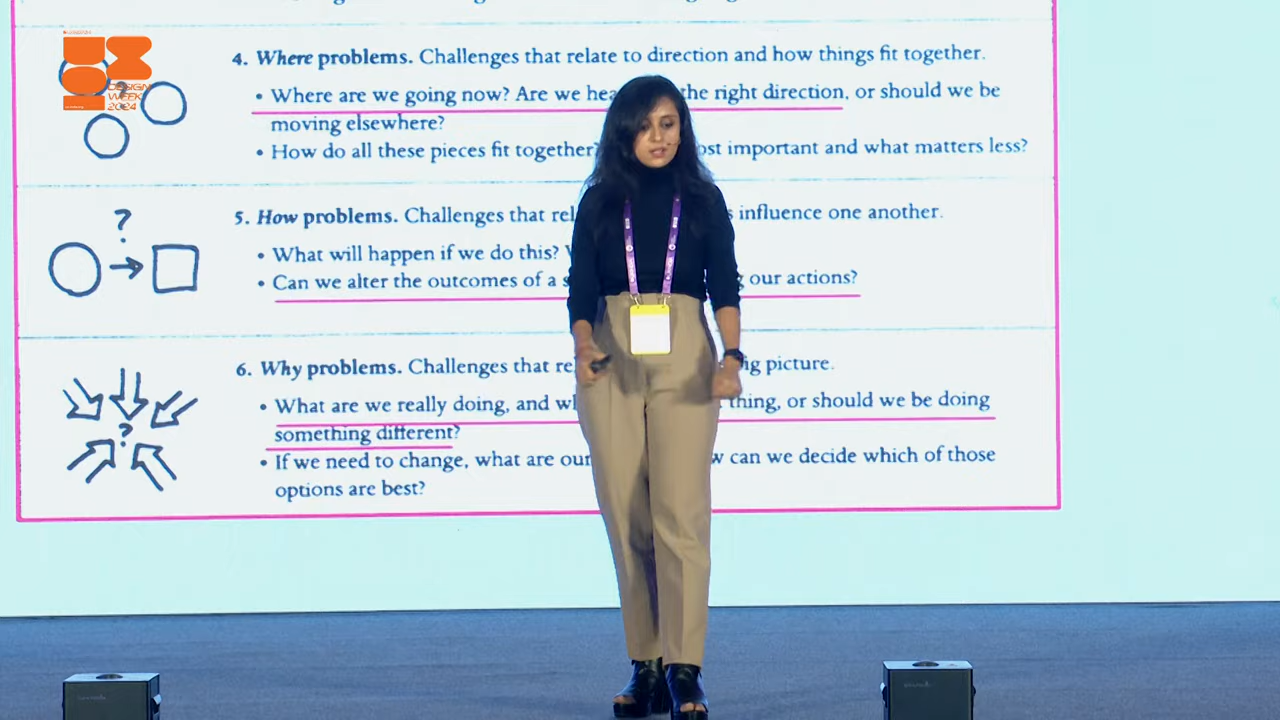 4. Where problems. Challenges that relate to direction and how things fit together.
• Where are we going now? Are we hea the right direction, or should we be
moving elsewhere?
• How do all these pieces fit together? ost important and what matters less?
?
5. How problems. Challenges that rel s influence one another.
• What will happen if we do this?
• Can we alter the outcomes of a s g our actions?
6. Why problems. Challenges that re ig picture.
?
• What are we really doing, and w thing, or should we be doing
something different?
• If we need to change, what are our w can we decide which of those
options are best?
DESIGN
WEEK
2024